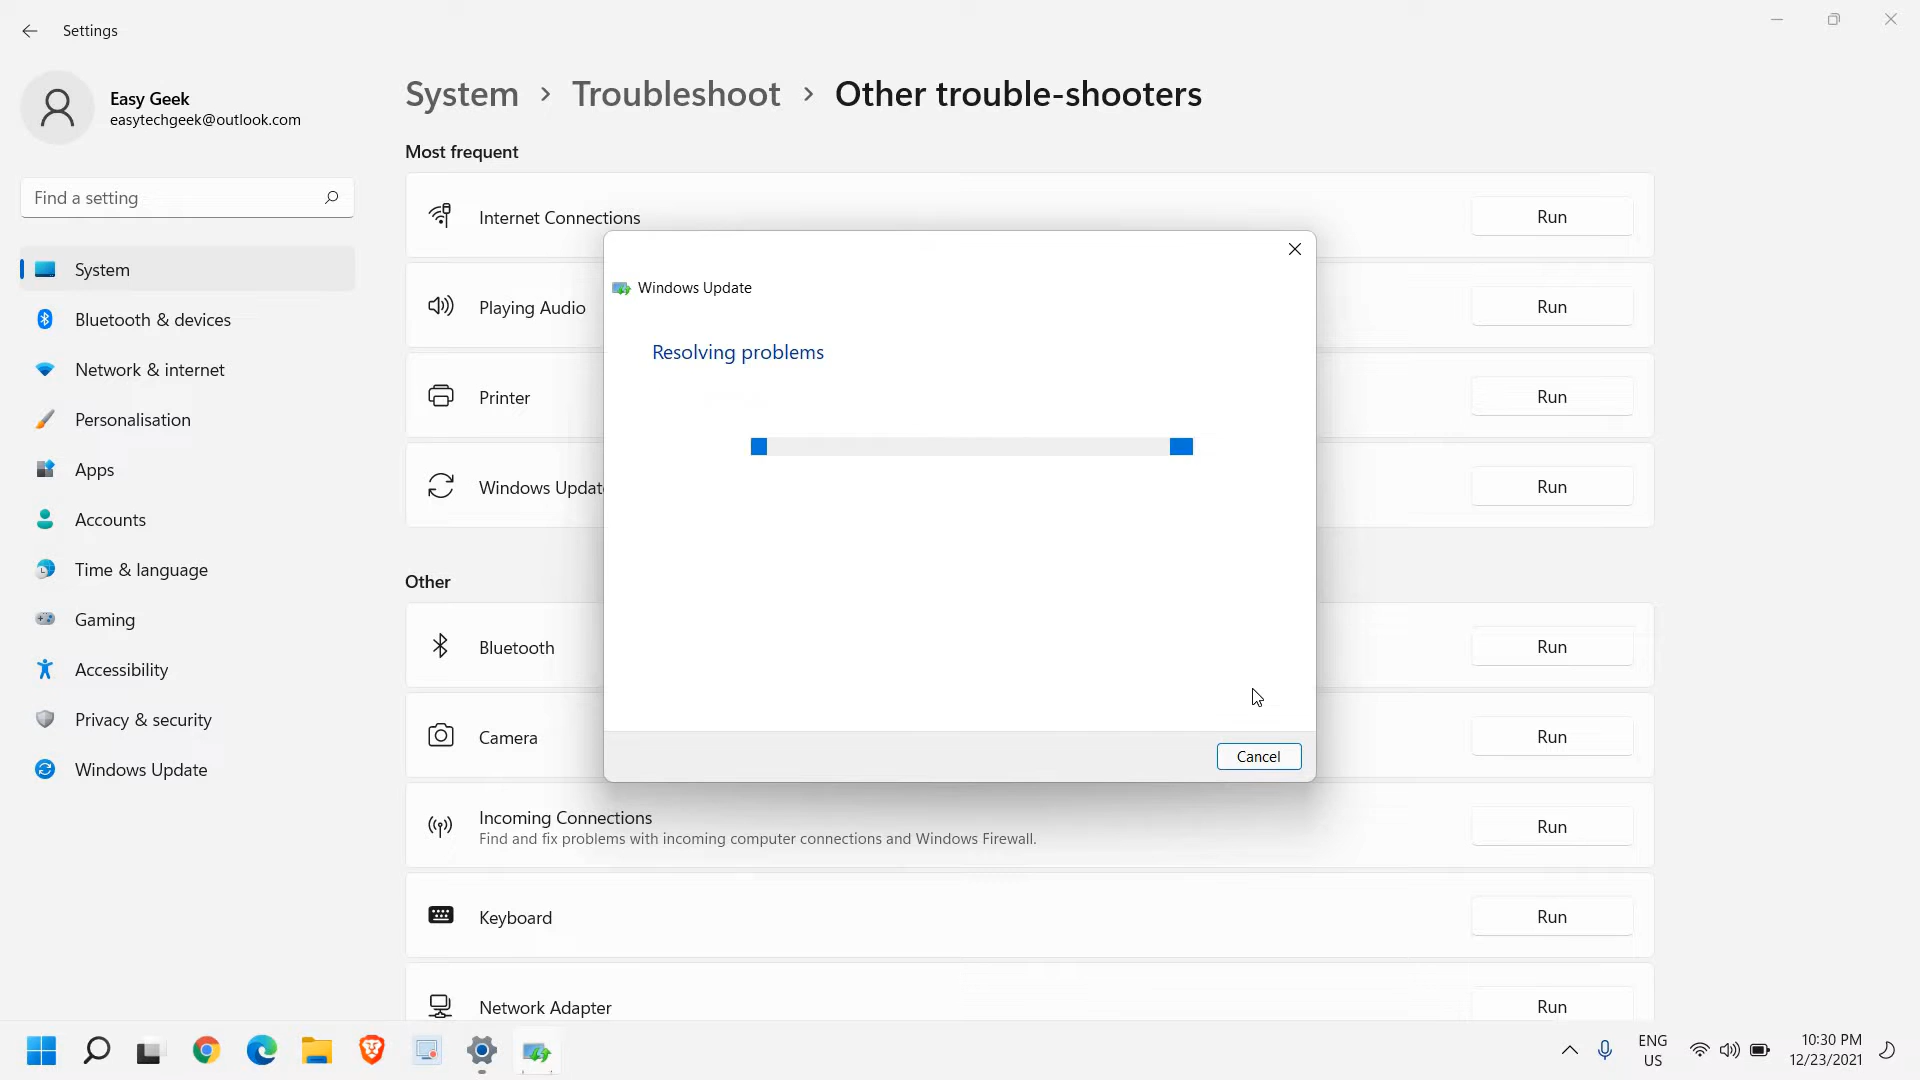 Settings
Easy Geek
easytechgeek@outlook.com
Find a setting
System
Bluetooth & devices
Network & internet
Personalisation
Apps
Accounts
Time & language
Gaming
Accessibility
Privacy & security
Windows Update
System > Troubleshoot > Other trouble-shooters
Most frequent
Internet Connections
Run
Playing Audio
Run
Printer
Run
Windows Update
Run
Other
Bluetooth
Run
Camera
Run
Incoming Connections
Find and fix problems with incoming computer connections and Windows Firewall.
Run
Keyboard
Run
Network Adapter
Run
Windows Update
Resolving problems
Cancel
ENG
US
10:30 PM
12/23/2021